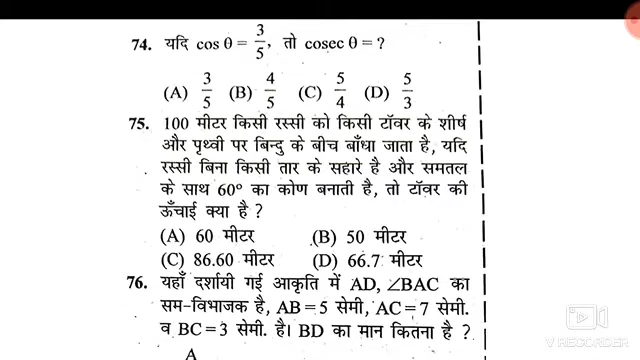 74. यदि cos θ = 3/5, तो cosec θ = ?
(A) 3/5 (B) 4/5 (C) 5/4 (D) 5/3
75. 100 मीटर किसी रस्सी को किसी टॉवर के शीर्ष
और पृथ्वी पर बिन्दु के बीच बाँधा जाता है, यदि
रस्सी बिना किसी तार के सहारे है और समतल
के साथ 60° का कोण बनाती है, तो टॉवर की
ऊँचाई क्या है ?
(A) 60 मीटर (B) 50 मीटर
(C) 86.60 मीटर (D) 66.7 मीटर
76. यहाँ दर्शायी गई आकृति में AD, ∠BAC का
सम-विभाजक है, AB = 5 सेमी, AC = 7 सेमी.
व BC = 3 सेमी. है। BD का मान कितना है ?
A
V RECORDER